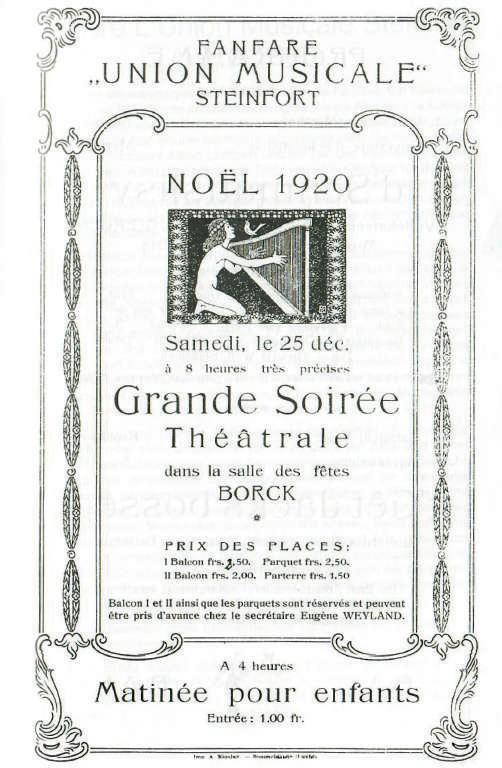 FANFARE
„UNION MUSICALE“
STEINFORT
NOËL 1920
Samedi, le 25 déc.
à 8 heures très précises
Grande Soirée
Théâtrale
dans la salle des fêtes
BORCK
*
PRIX DES PLACES:
I Balcon frs. 2,50. Parquet frs. 2,50.
II Balcon frs. 2,00. Parterre frs. 1.50
Balcon I et II ainsi que les parquets sont réservés et peuvent
être pris d'avance chez le secrétaire Eugène WEYLAND.
A 4 heures
Matinée pour enfants
Entrée: 1.00 fr.